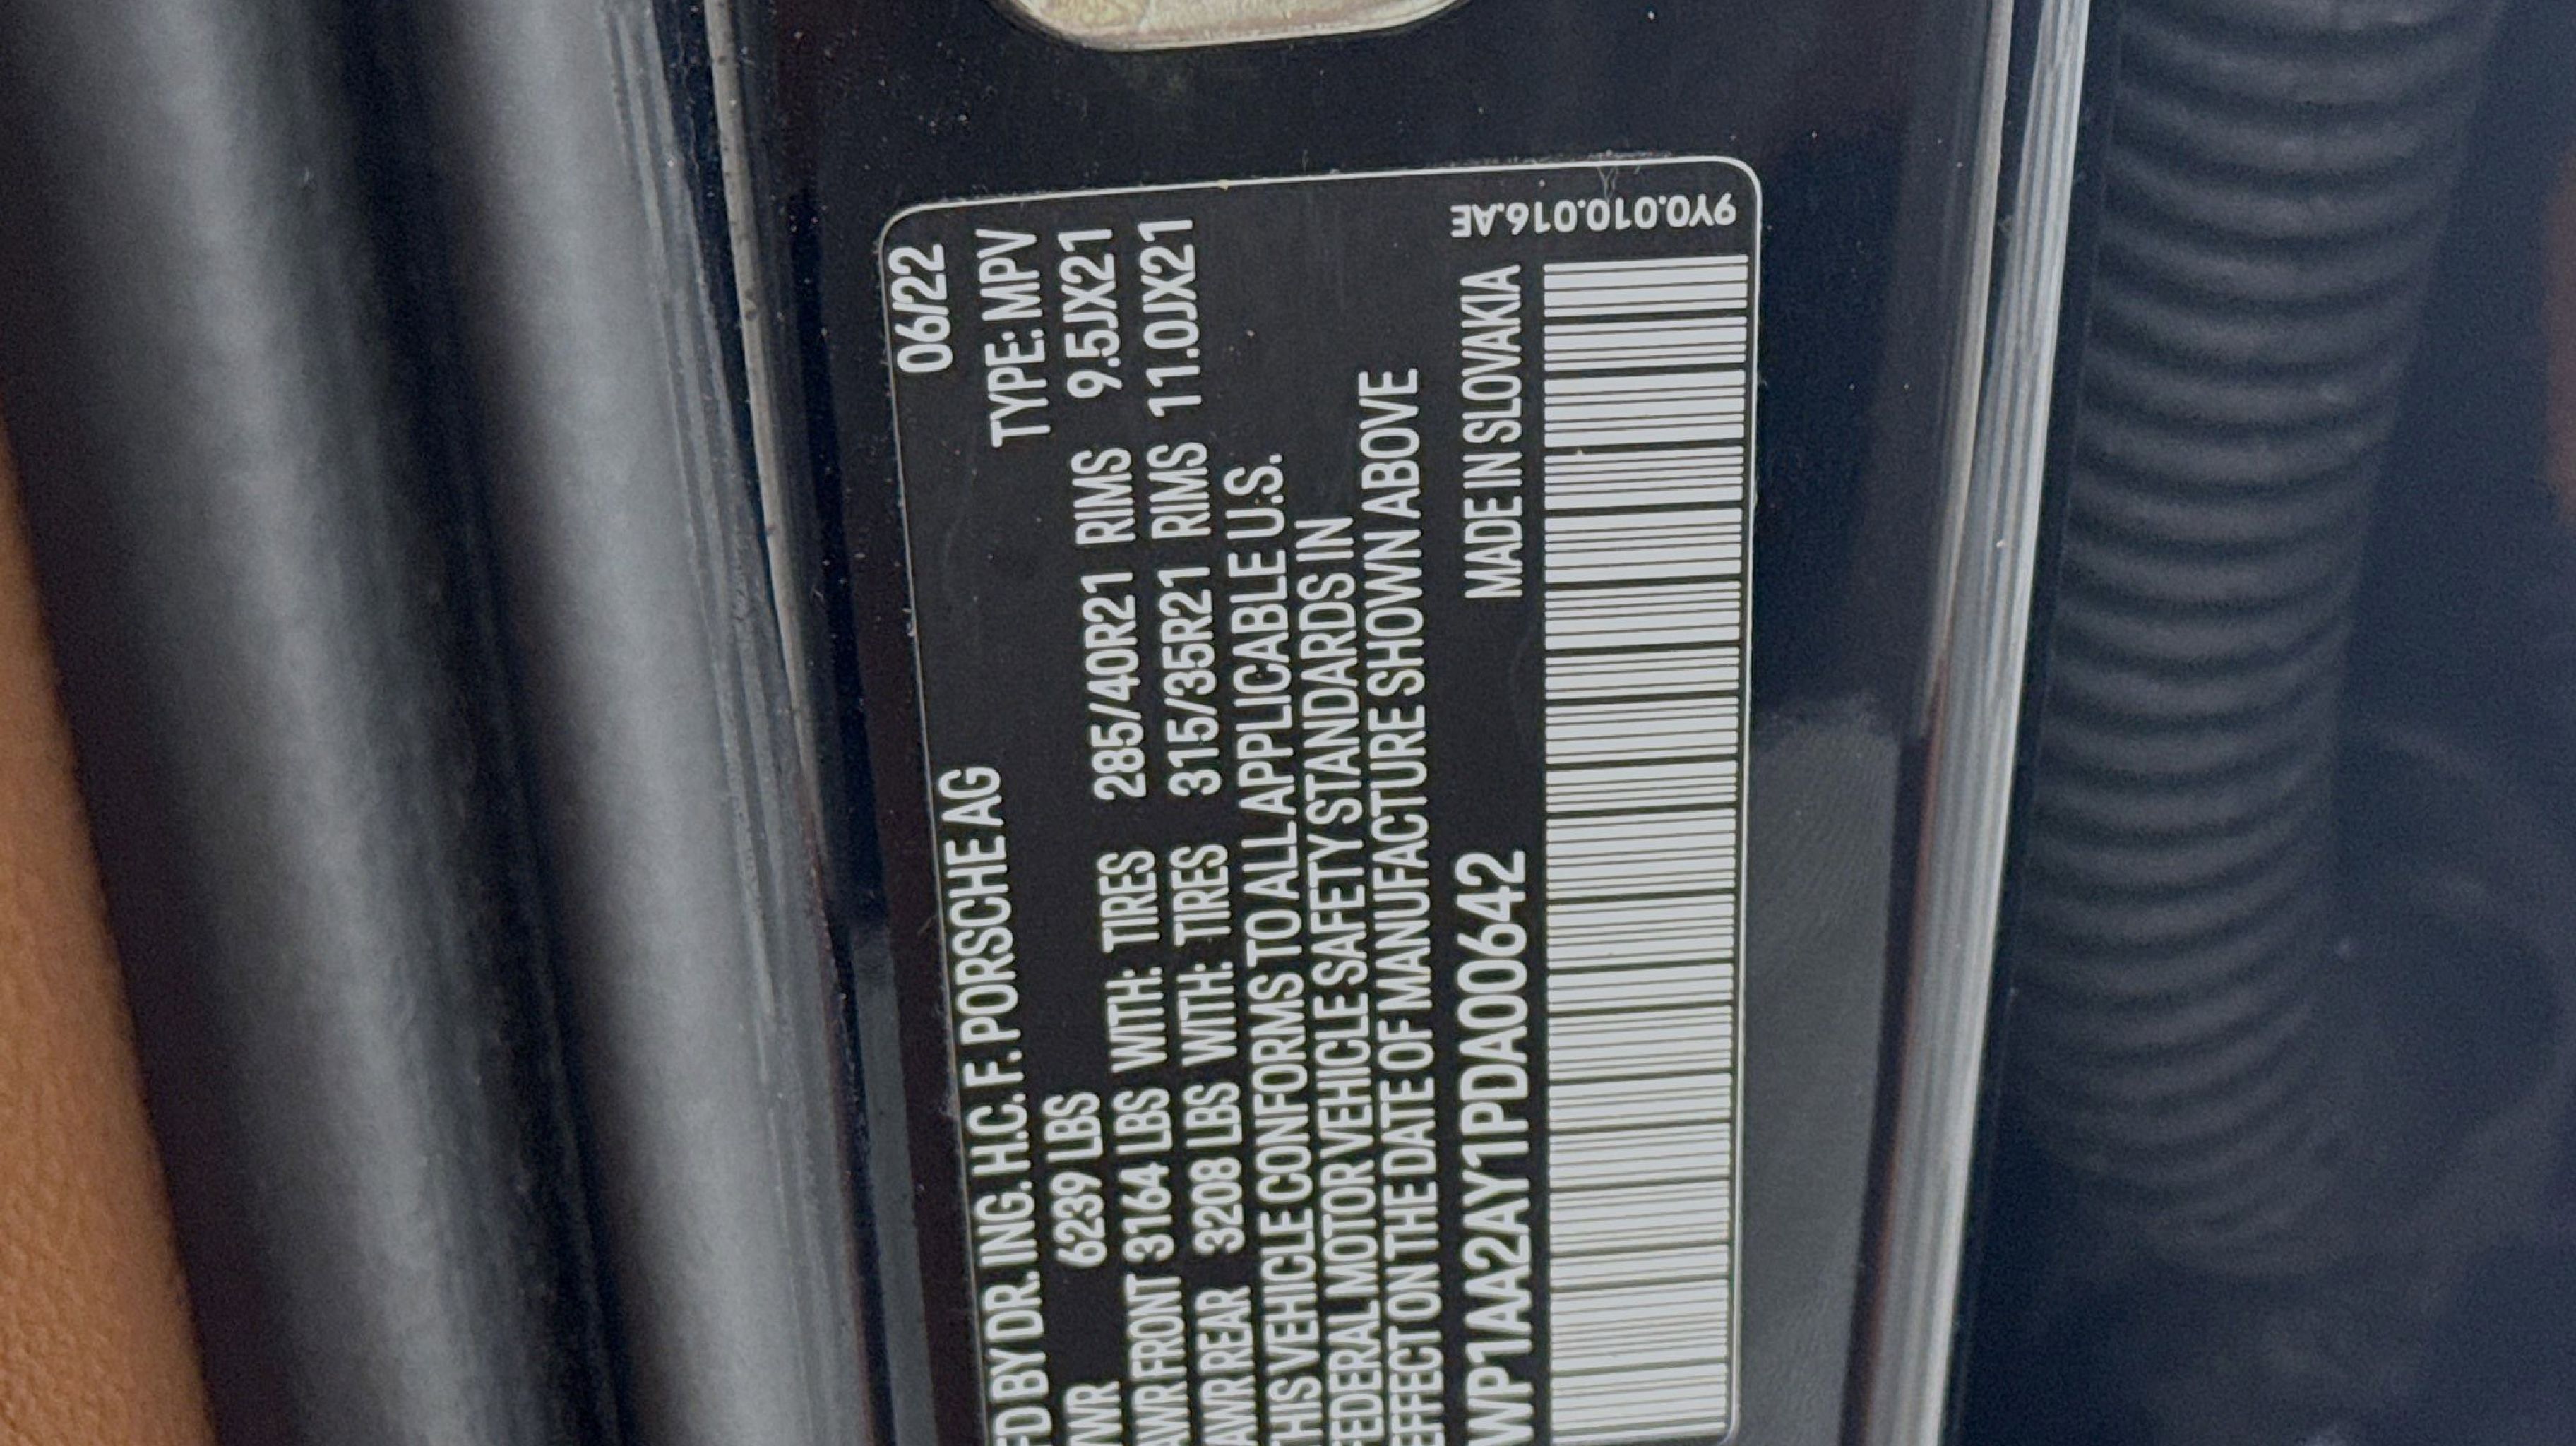 06/22
FD BY DR. ING. H.C. F. PORSCHE AG
WR 6239 LBS TYPE: MPV
AWR FRONT 3164 LBS WITH: TIRES 285/40R21 RIMS 9.5JX21
AWR REAR 3208 LBS WITH: TIRES 315/35R21 RIMS 11.0JX21
THIS VEHICLE CONFORMS TO ALL APPLICABLE U.S.
FEDERAL MOTOR VEHICLE SAFETY STANDARDS IN
EFFECT ON THE DATE OF MANUFACTURE SHOWN ABOVE
WP1AA2AY1PDA00642 MADE IN SLOVAKIA
9Y0.010.016.AE